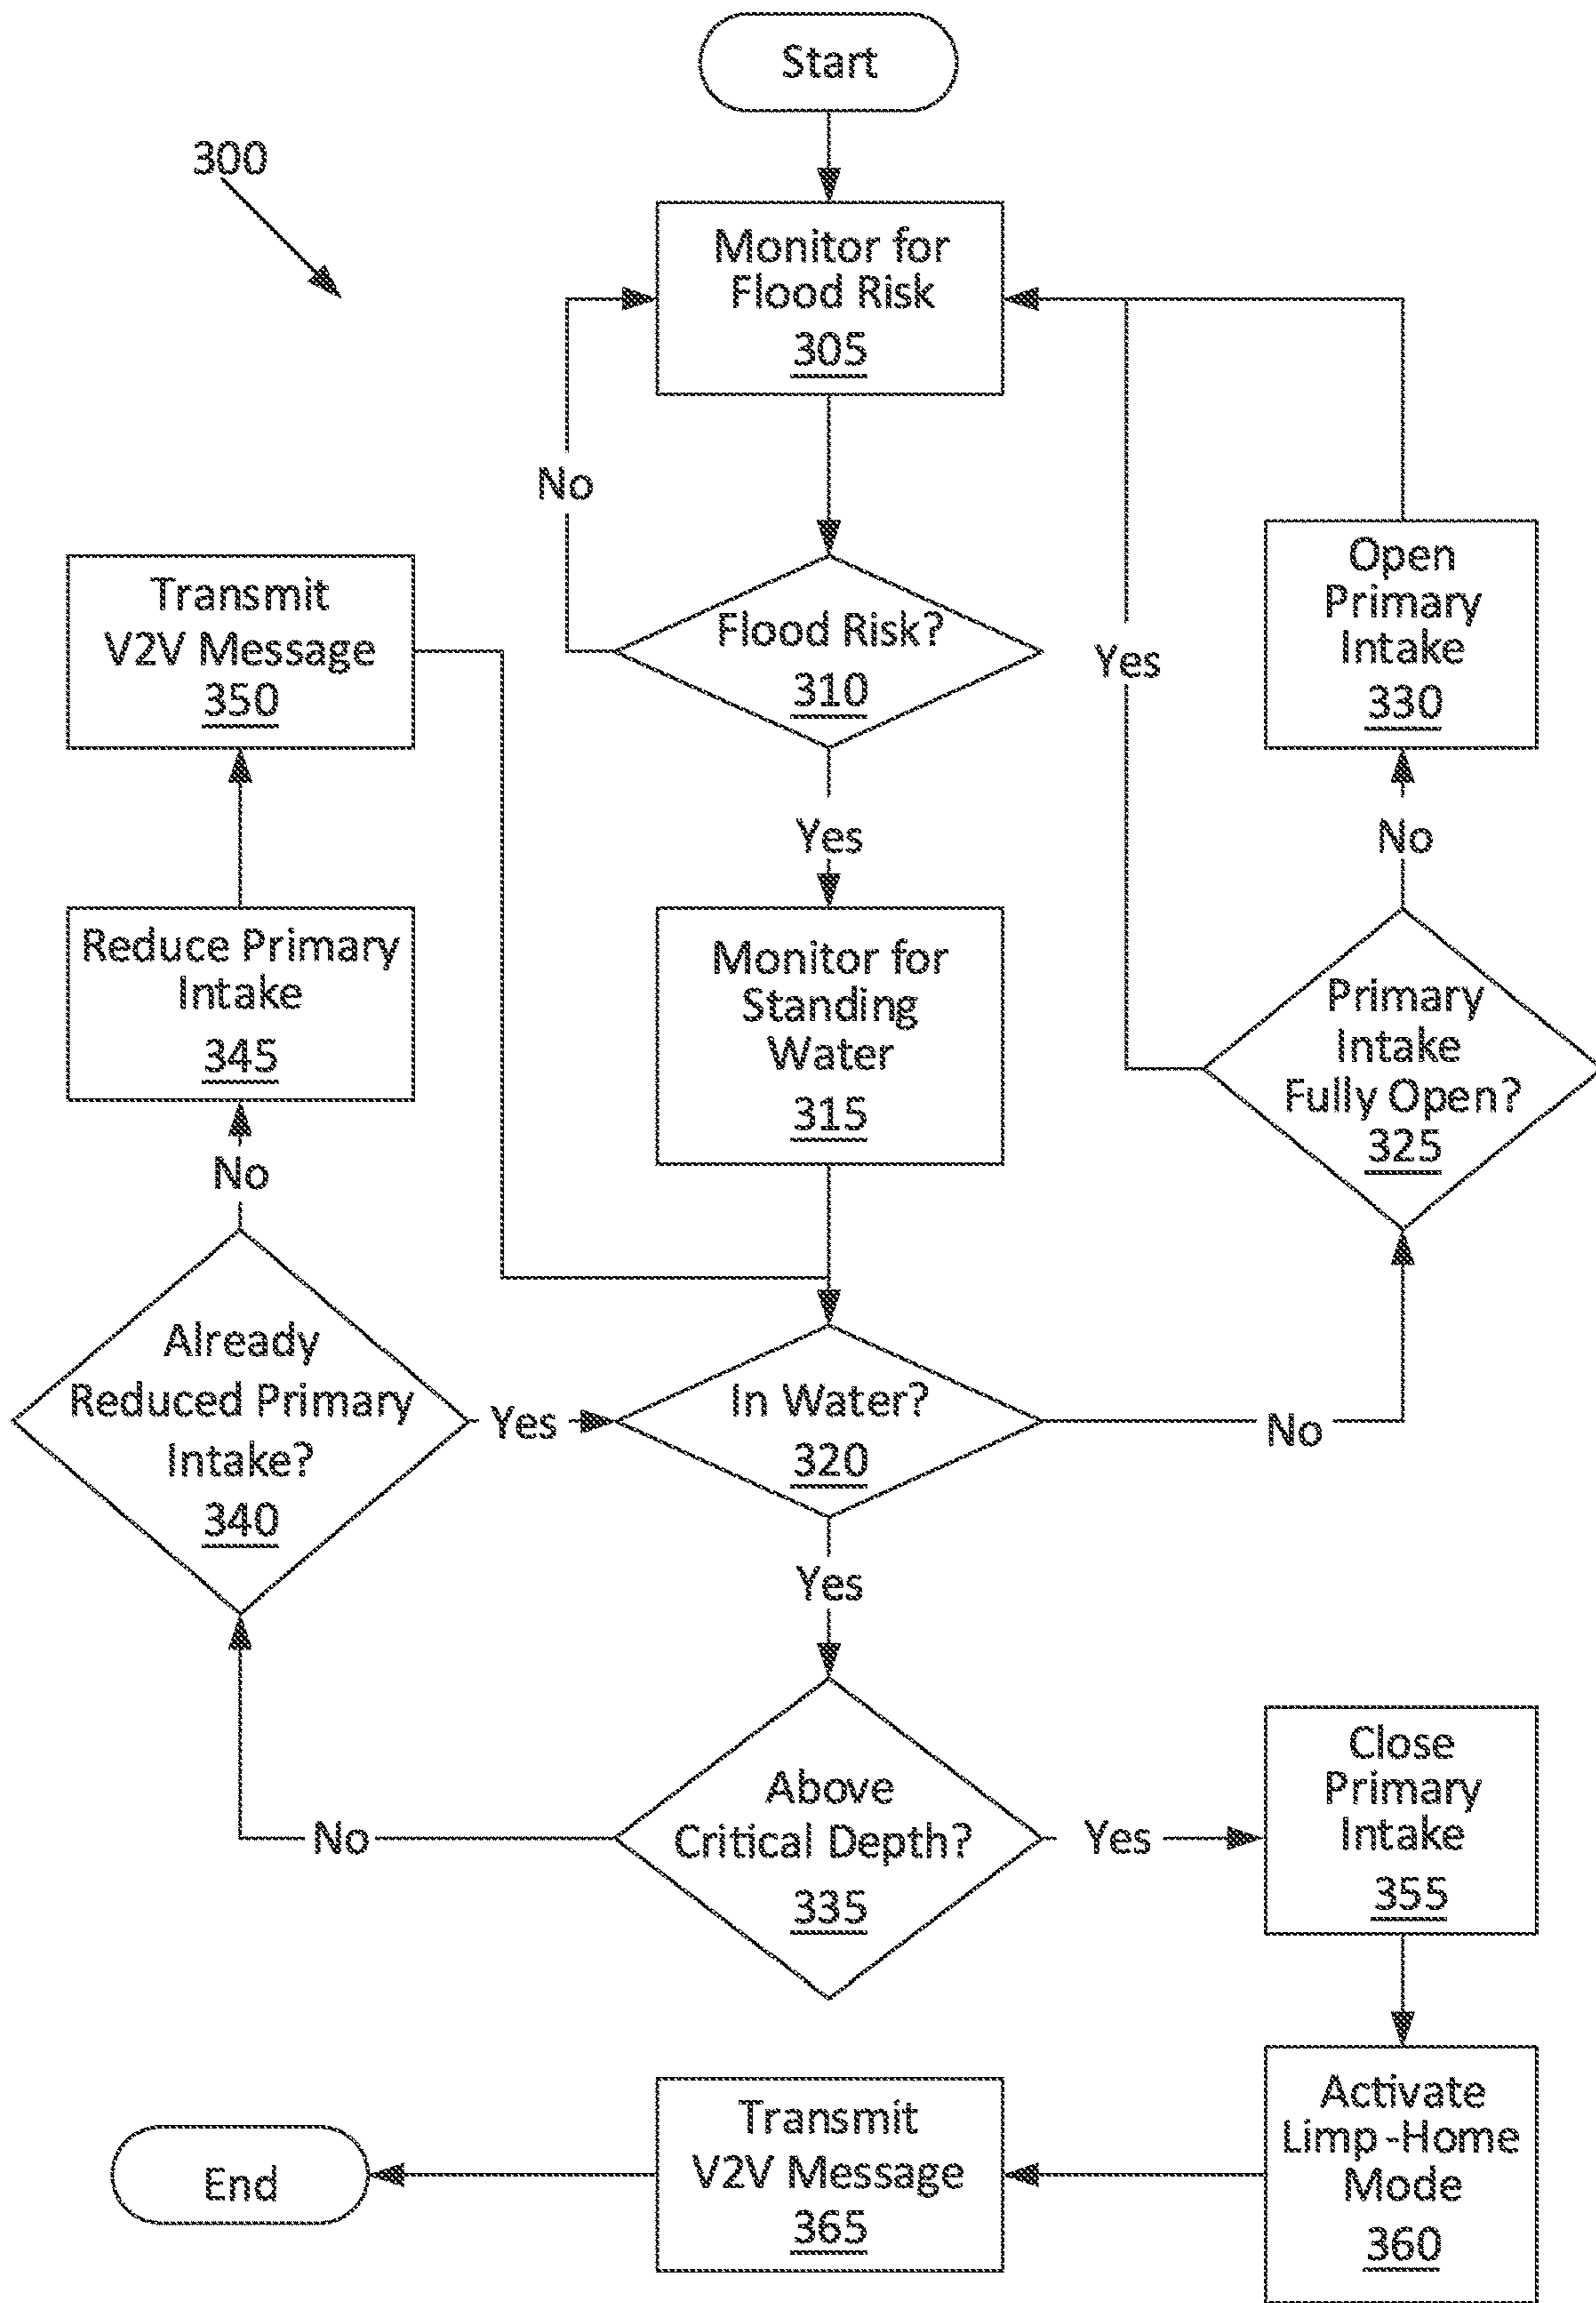 Start
300
Monitor for
Flood Risk
305
No
Transmit
V2V Message
350
Flood Risk?
310
Yes
Open
Primary
Intake
330
Yes
No
Reduce Primary
Intake
345
Monitor for
Standing
Water
315
Primary
Intake
Fully Open?
325
No
Already
Reduced Primary
Intake?
340
Yes
In Water?
320
No
Yes
Above
Critical Depth?
335
No
Yes
Close
Primary
Intake
355
Activate
Limp-Home
Mode
360
Transmit
V2V Message
365
End